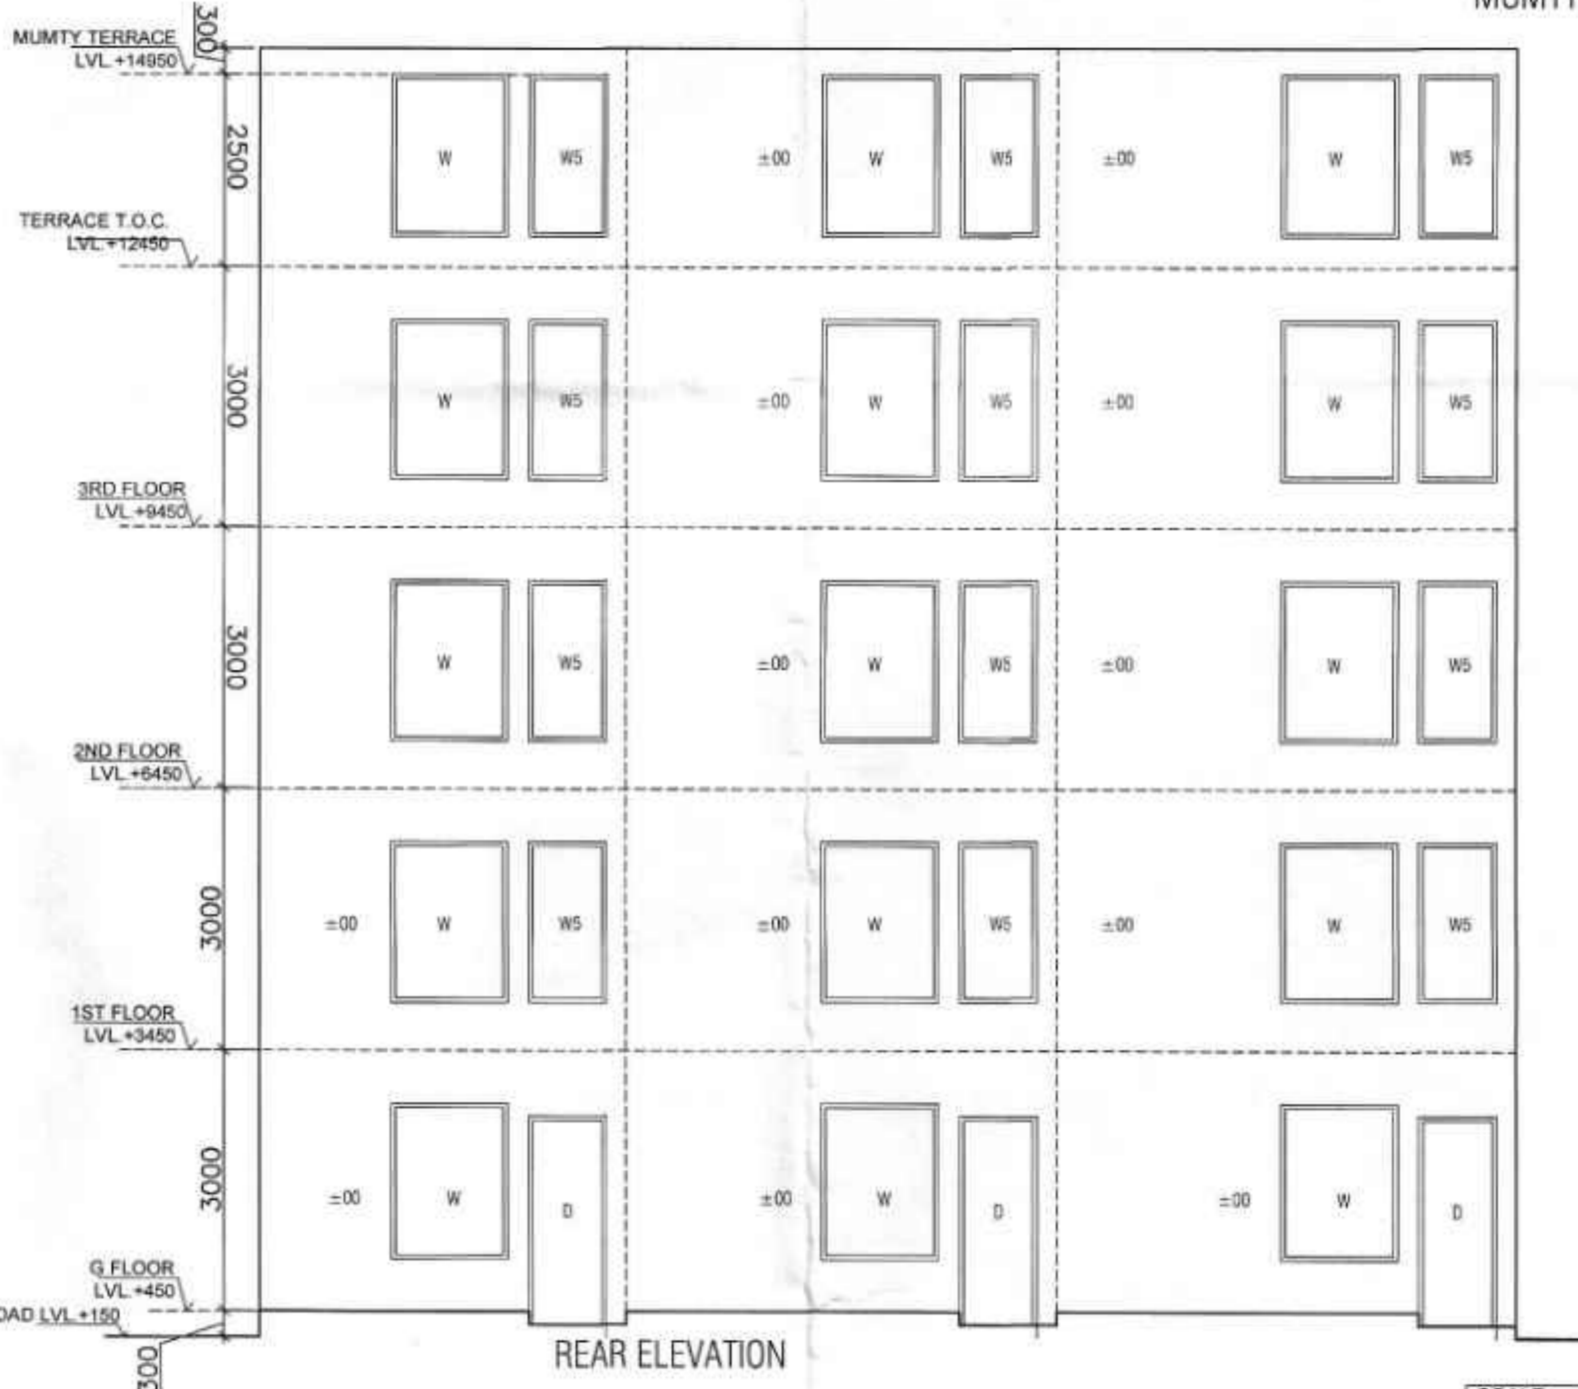 MUMTY
300
MUMTY TERRACE
LVL.+14950
2500
W W5 ±00 W W5 ±00 W W5
TERRACE T.O.C.
LVL.+12450
3000
W W5 ±00 W W5 ±00 W W5
3RD FLOOR
LVL.+9450
3000
W W5 ±00 W W5 ±00 W W5
2ND FLOOR
LVL.+6450
3000
±00 W W5 ±00 W W5 ±00 W W5
1ST FLOOR
LVL.+3450
3000
±00 W D ±00 W D ±00 W D
G FLOOR
LVL.+450
LVL.+150
REAR ELEVATION